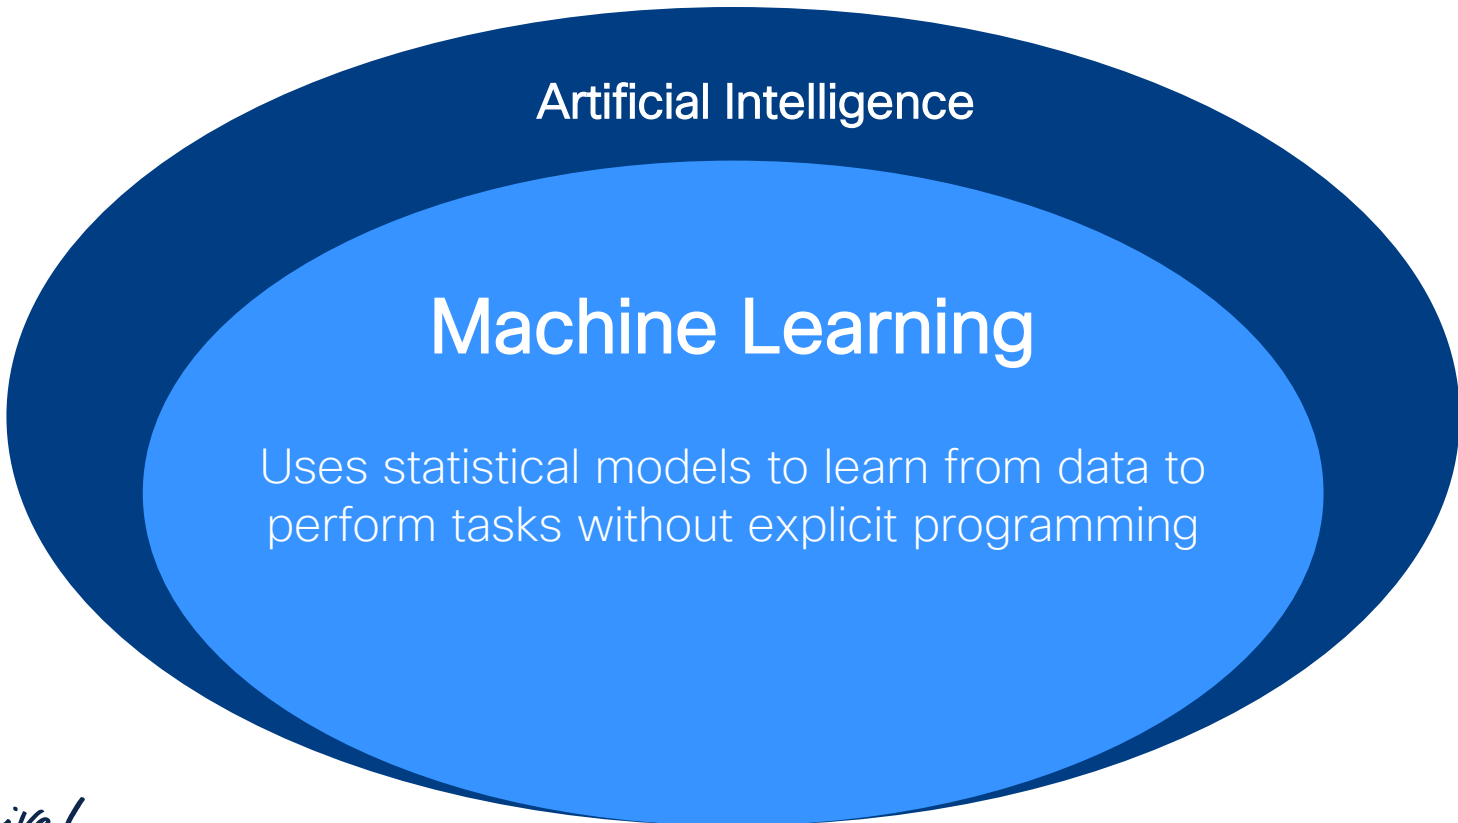 Artificial Intelligence
Machine Learning
Uses statistical models to learn from data to
perform tasks without explicit programming